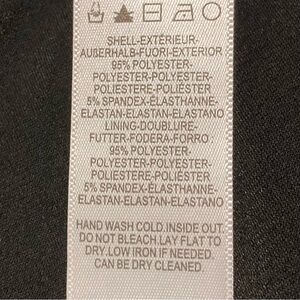 SHELL-EXTÉRIEUR-
AUßERHALB-FUORI-EXTERIOR
95% POLYESTER-
POLYESTER-POLYESTER-
POLIESTERE-POLIÉSTER
5% SPANDEX-ÉLASTHANNE-
ELASTAN-ELASTAN-ELASTANO
LINING-DOUBLURE-
FUTTER-FODERA-FORRO
95% POLYESTER-
POLYESTER-POLYESTER-
POLIESTERE-POLIÉSTER
5% SPANDEX-ÉLASTHANNE-
ELASTAN-ELASTAN-ELASTANO
HAND WASH COLD.INSIDE OUT.
DO NOT BLEACH.LAY FLAT TO
DRY.LOW IRON IF NEEDED.
CAN BE DRY CLEANED.